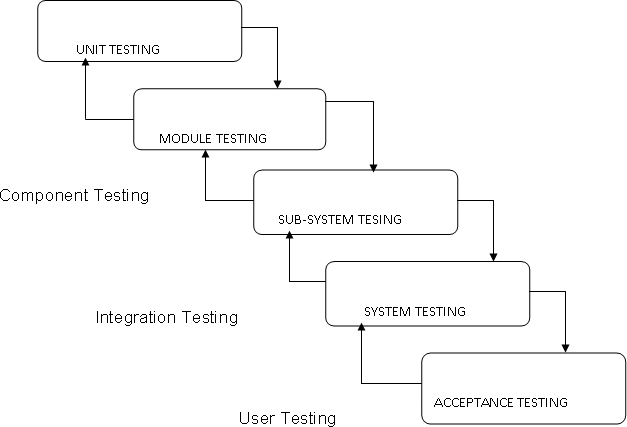 UNIT TESTING
MODULE TESTING
Component Testing
SUB-SYSTEM TESING
Integration Testing
SYSTEM TESTING
ACCEPTANCE TESTING
User Testing